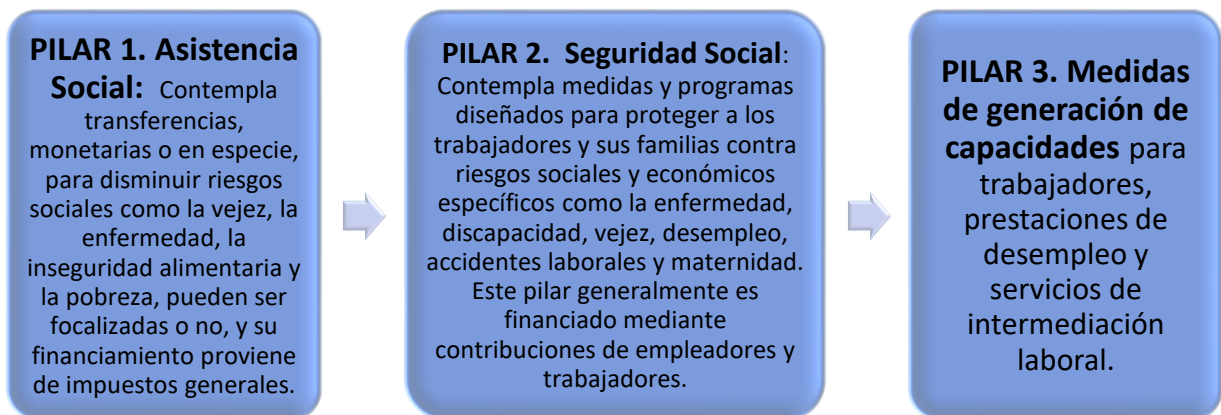 PILAR 1. Asistencia
Social: Contempla
transferencias,
monetarias o en especie,
para disminuir riesgos
sociales como la vejez, la
enfermedad, la
inseguridad alimentaria y
la pobreza, pueden ser
focalizadas o no, y su
financiamiento proviene
de impuestos generales.
PILAR 2. Seguridad Social:
Contempla medidas y programas
diseñados para proteger a los
trabajadores y sus familias contra
riesgos sociales y económicos
específicos como la enfermedad,
discapacidad, vejez, desempleo,
accidentes laborales y maternidad.
Este pilar generalmente es
financiado mediante
contribuciones de empleadores y
trabajadores.
PILAR 3. Medidas
de generación de
capacidades para
trabajadores,
prestaciones de
desempleo y
servicios de
intermediación
laboral.